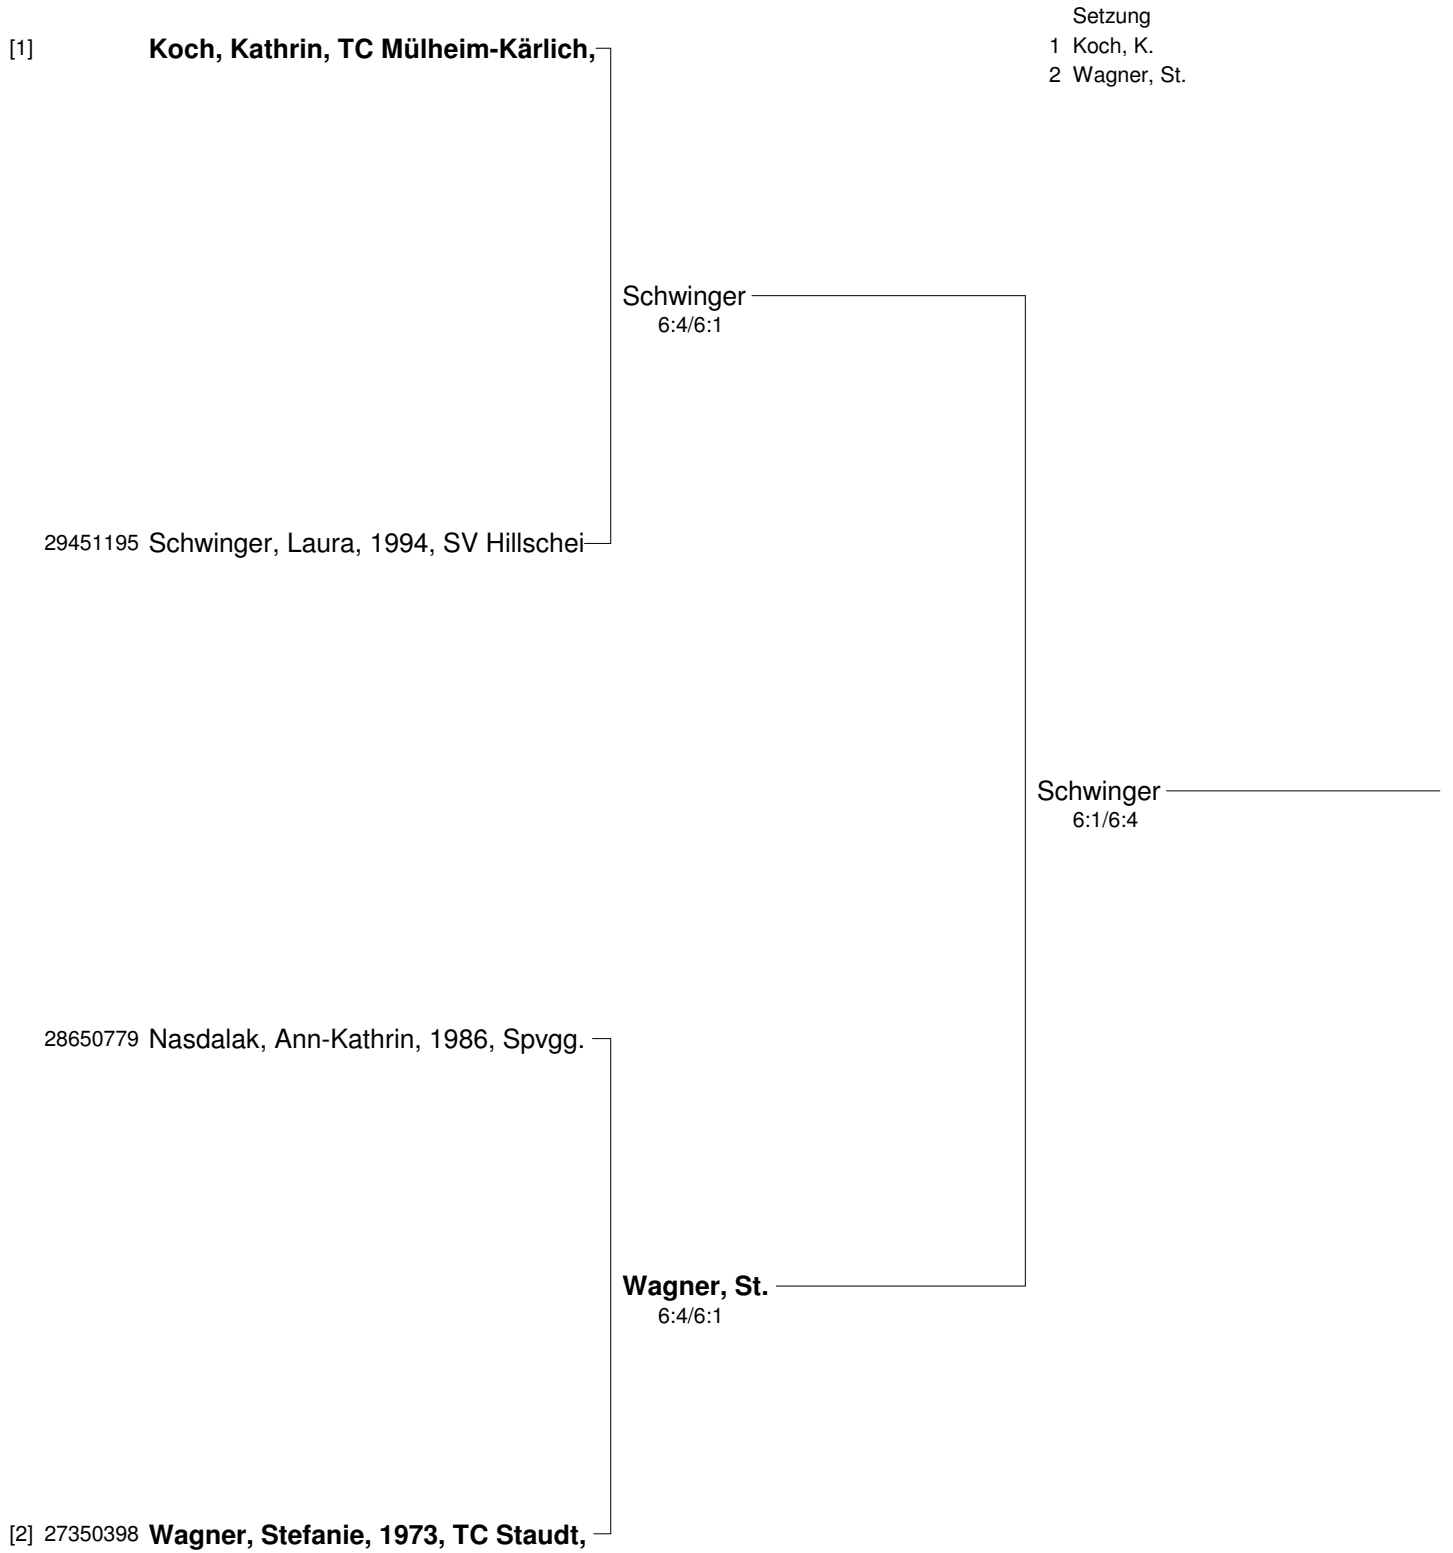 Setzung
1 Koch, K.
2 Wagner, St.
[1] Koch, Kathrin, TC Mülheim-Kärlich,
Schwinger
6:4/6:1
29451195 Schwinger, Laura, 1994, SV Hillschei
Schwinger
6:1/6:4
28650779 Nasdalak, Ann-Kathrin, 1986, Spvgg.
Wagner, St.
6:4/6:1
[2] 27350398 Wagner, Stefanie, 1973, TC Staudt,